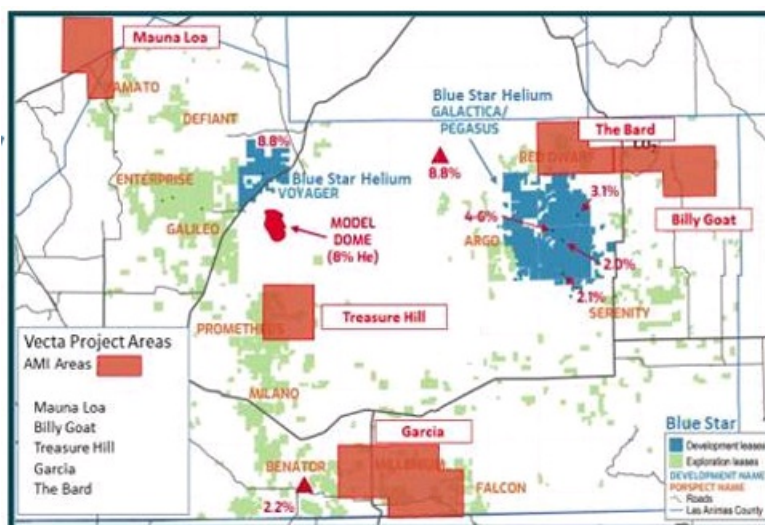 Mauna Loa
YAMATO
DEFIANT
8.8%
Blue Star Helium
VOYAGER
ENTERPRISE
GALILEO
MODEL
DOME
(8% He)
8.8%
Blue Star Helium
GALACTICA/
PEGASUS
The Bard
RED DWARF
3.1%
4-6%
ARGO
2.0%
2.1%
Billy Goat
SERENITY
PROMETHEUS
Treasure Hill
MILANO
Garcia
BENATOR
MILLENIUM
FALCON
2.2%
Vecta Project Areas
AMI Areas
Mauna Loa
Billy Goat
Treasure Hill
Garcia
The Bard
Blue Star
Development leases
Exploration leases
DEVELOPMENT NAME
PORSPECT NAME
Roads
Las Animas County